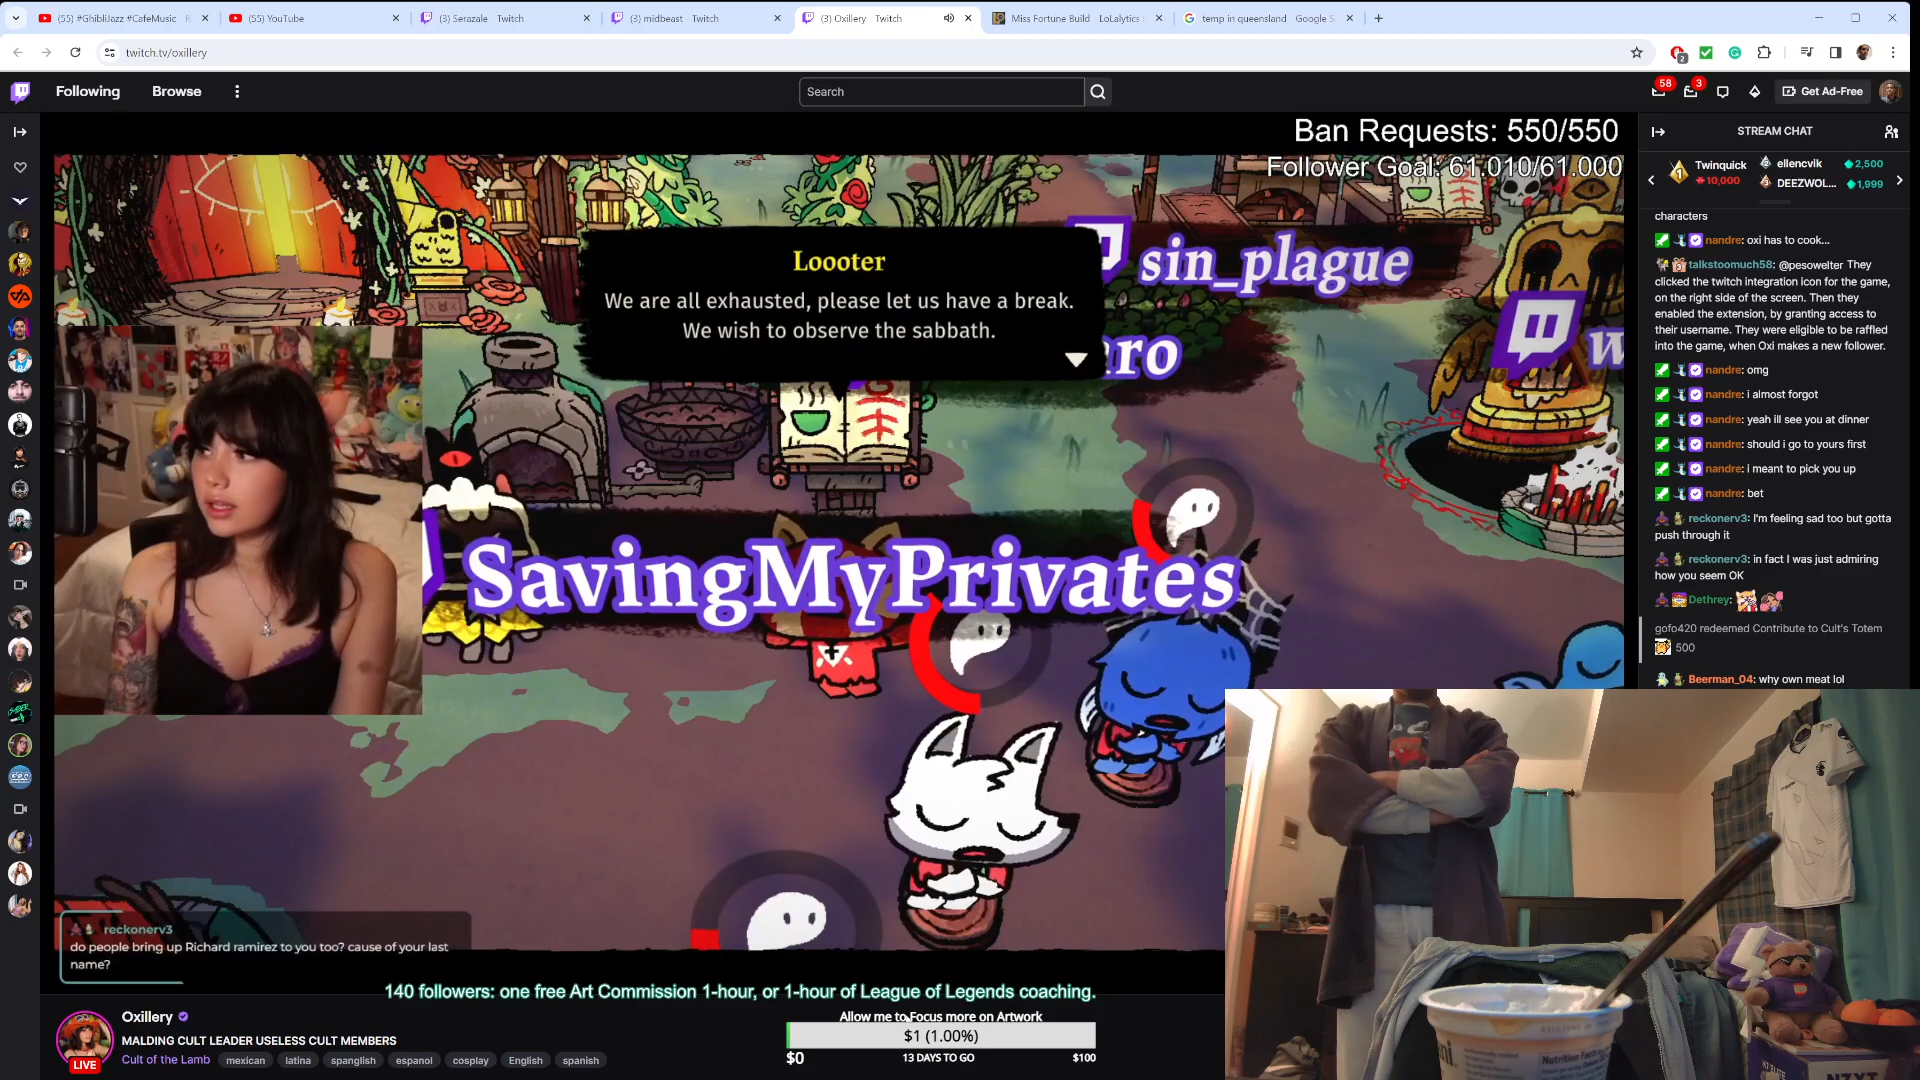 (55) #GhibliJazz #CafeMusic
(55) YouTube
(3) Serazale Twitch
(3) midbeast - Twitch
(3) Oxillery Twitch
Miss Fortune Build LoLalytics
temp in queensland Google S
twitch.tv/oxillery
2
Following
Browse
Search
58
3
Get Ad-Free
Ban Requests: 550/550
Follower Goal: 61.010/61.000
Loooter
We are all exhausted, please let us have a break.
We wish to observe the sabbath.
sin_plague
aro
w
SavingMyPrivates
reckonerv3
do people bring up Richard ramirez to you too? cause of your last
name?
140 followers: one free Art Commission 1-hour, or 1-hour of League of Legends coaching.
Allow me to Focus more on Artwork
$1 (1.00%)
$0
13 DAYS TO GO
$100
LIVE
Oxillery
MALDING CULT LEADER USELESS CULT MEMBERS
Cult of the Lamb
mexican
latina
spanglish
espanol
cosplay
English
spanish
STREAM CHAT
1
Twinquick
10,000
2
ellencvik
2,500
3
DEEZWOL...
1,999
characters
nandre: oxi has to cook...
talkstoomuch58: @pesowelter They
clicked the twitch integration icon for the game,
on the right side of the screen. Then they
enabled the extension, by granting access to
their username. They were eligible to be raffled
into the game, when Oxi makes a new follower.
nandre: omg
nandre: i almost forgot
nandre: yeah ill see you at dinner
nandre: should i go to yours first
nandre: i meant to pick you up
nandre: bet
reckonerv3: I'm feeling sad too but gotta
push through it
reckonerv3: in fact I was just admiring
how you seem OK
Dethrey:
gofo420 redeemed Contribute to Cult's Totem
500
Beerman_04: why own meat lol
ni.
Nutrition Facts
NZXT